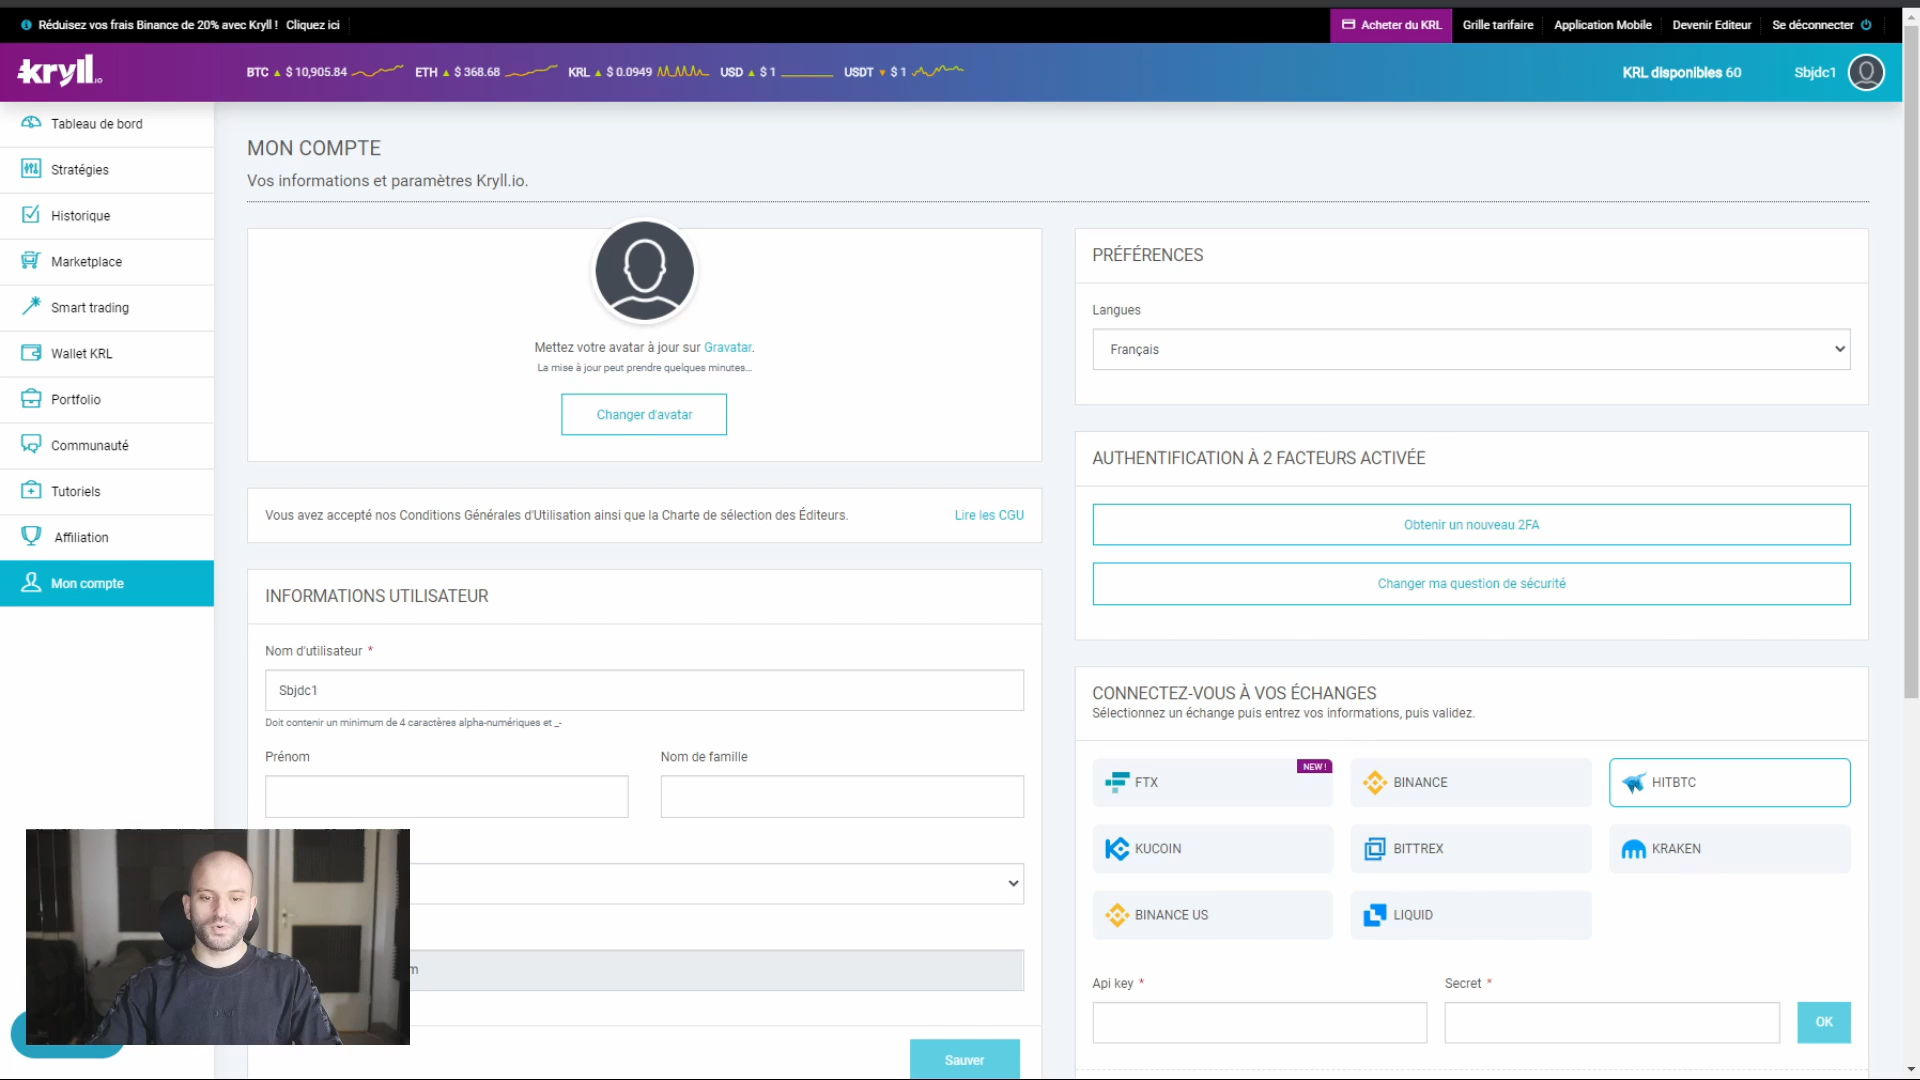 Réduisez vos frais Binance de 20% avec Kryll ! Cliquez ici
Acheter du KRL
Grille tarifaire
Application Mobile
Devenir Editeur
Se déconnecter
kryll.io
BTC ▲ $ 10,905.84
ETH ▲ $ 368.68
KRL ▲ $ 0.0949
USD ▲ $ 1
USDT ▼ $ 1
KRL disponibles 60
Sbjdc1
Tableau de bord
Stratégies
Historique
Marketplace
Smart trading
Wallet KRL
Portfolio
Communauté
Tutoriels
Affiliation
Mon compte
MON COMPTE
Vos informations et paramètres Kryll.io.
Mettez votre avatar à jour sur Gravatar.
La mise à jour peut prendre quelques minutes...
Changer d'avatar
Vous avez accepté nos Conditions Générales d'Utilisation ainsi que la Charte de sélection des Éditeurs.
Lire les CGU
INFORMATIONS UTILISATEUR
Nom d'utilisateur *
Sbjdc1
Doit contenir un minimum de 4 caractères alpha-numériques et _-
Prénom
Nom de famille
m
Sauver
PRÉFÉRENCES
Langues
Français
AUTHENTIFICATION À 2 FACTEURS ACTIVÉE
Obtenir un nouveau 2FA
Changer ma question de sécurité
CONNECTEZ-VOUS À VOS ÉCHANGES
Sélectionnez un échange puis entrez vos informations, puis validez.
FTX
NEW !
BINANCE
HITBTC
KUCOIN
BITTREX
KRAKEN
BINANCE US
LIQUID
Api key *
Secret *
OK